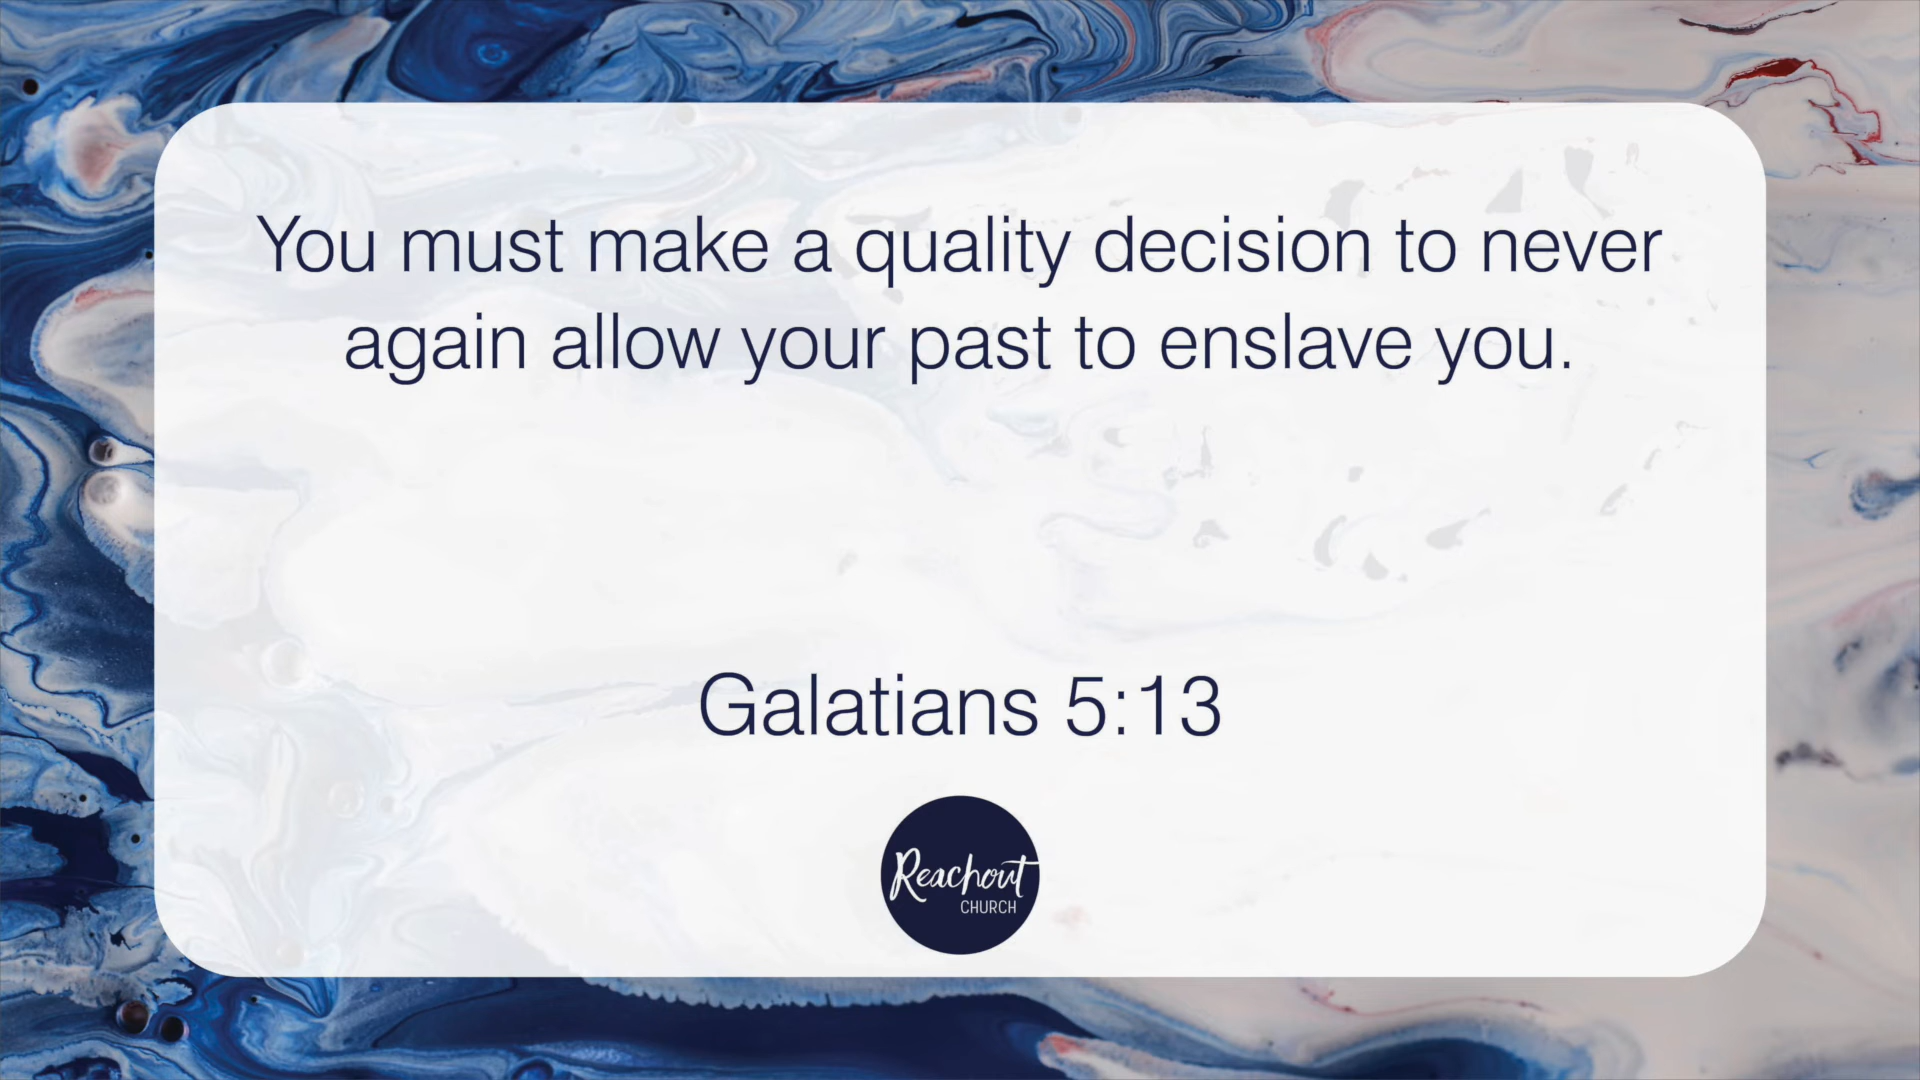 You must make a quality decision to never
again allow your past to enslave you.
Galatians 5:13
Reachout
CHURCH